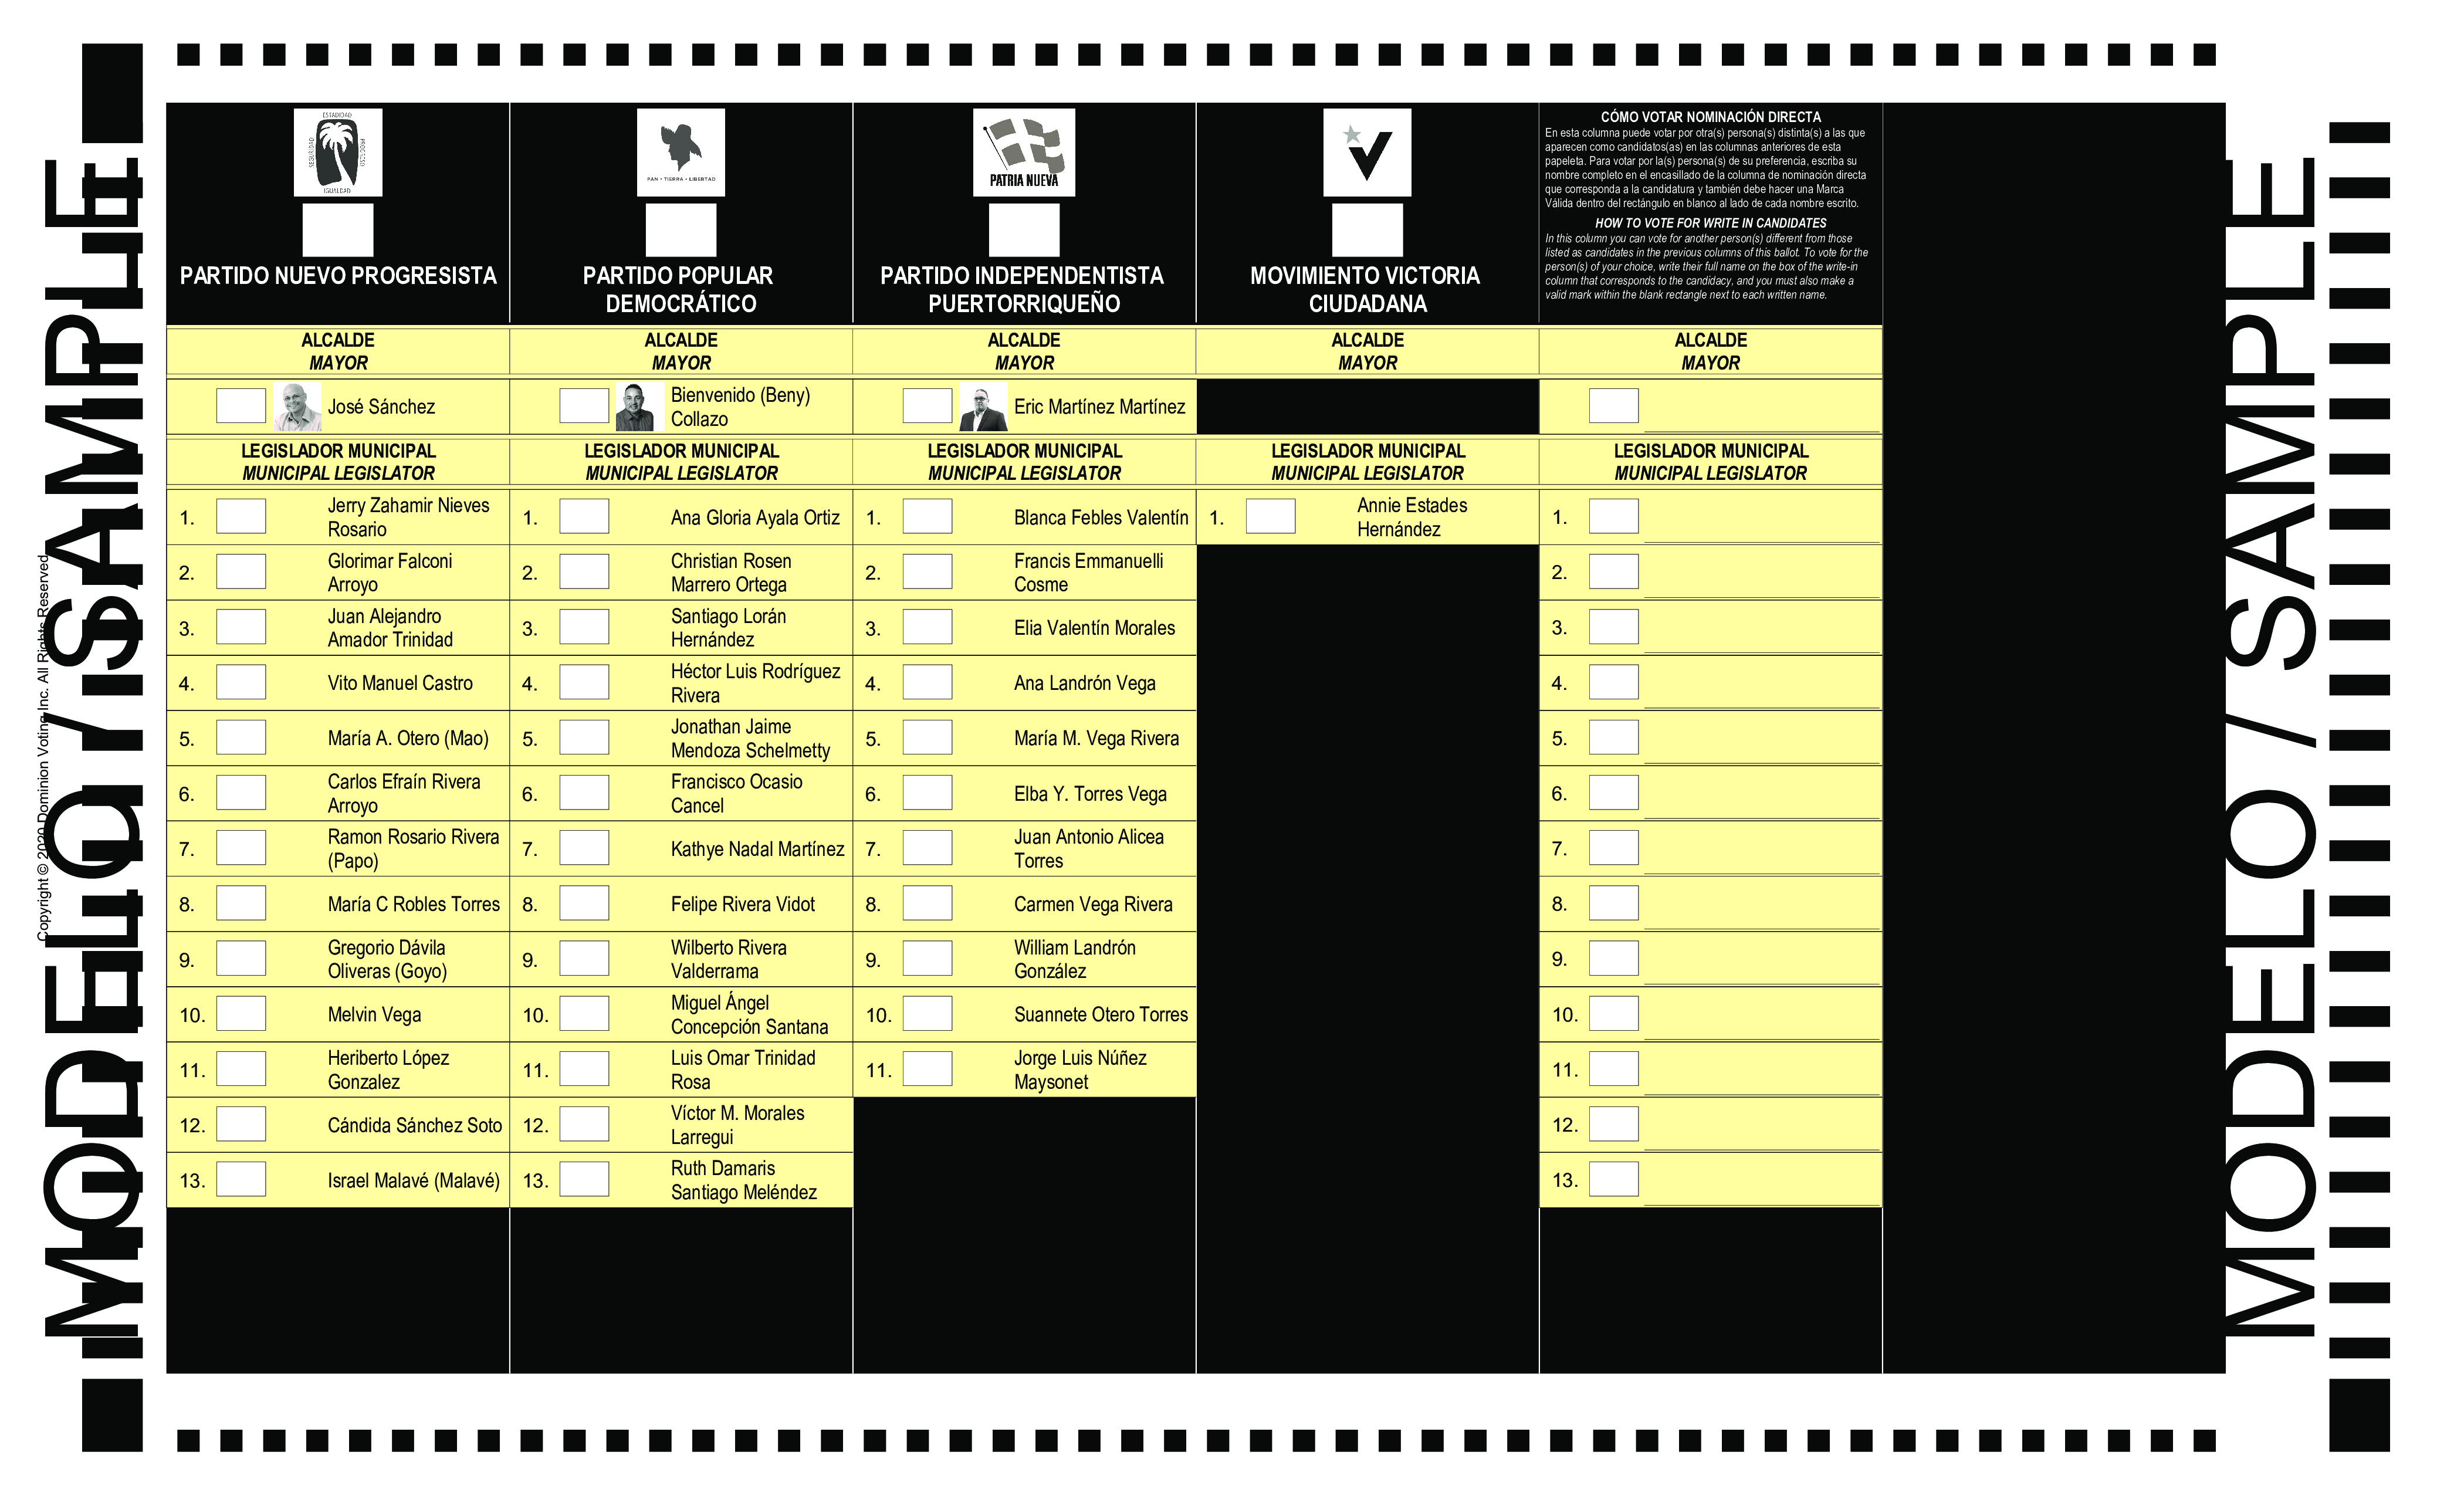 MODELO / SAMPLE
Copyright © 2020 Dominion Voting Inc. All Rights Reserved
ESTADIDAD
SEGURIDAD
PROGRESO
IGUALDAD
PARTIDO NUEVO PROGRESISTA
ALCALDE
MAYOR
José Sánchez
LEGISLADOR MUNICIPAL
MUNICIPAL LEGISLATOR
1. Jerry Zahamir Nieves
Rosario
2. Glorimar Falconi
Arroyo
3. Juan Alejandro
Amador Trinidad
4. Vito Manuel Castro
5. María A. Otero (Mao)
6. Carlos Efraín Rivera
Arroyo
7. Ramon Rosario Rivera
(Papo)
8. María C Robles Torres
9. Gregorio Dávila
Oliveras (Goyo)
10. Melvin Vega
11. Heriberto López
Gonzalez
12. Cándida Sánchez Soto
13. Israel Malavé (Malavé)
PAN • TIERRA • LIBERTAD
PARTIDO POPULAR
DEMOCRÁTICO
ALCALDE
MAYOR
Bienvenido (Beny)
Collazo
LEGISLADOR MUNICIPAL
MUNICIPAL LEGISLATOR
1. Ana Gloria Ayala Ortiz
2. Christian Rosen
Marrero Ortega
3. Santiago Lorán
Hernández
4. Héctor Luis Rodríguez
Rivera
5. Jonathan Jaime
Mendoza Schelmetty
6. Francisco Ocasio
Cancel
7. Kathye Nadal Martínez
8. Felipe Rivera Vidot
9. Wilberto Rivera
Valderrama
10. Miguel Ángel
Concepción Santana
11. Luis Omar Trinidad
Rosa
12. Víctor M. Morales
Larregui
13. Ruth Damaris
Santiago Meléndez
PATRIA NUEVA
PARTIDO INDEPENDENTISTA
PUERTORRIQUEÑO
ALCALDE
MAYOR
Eric Martínez Martínez
LEGISLADOR MUNICIPAL
MUNICIPAL LEGISLATOR
1. Blanca Febles Valentín
2. Francis Emmanuelli
Cosme
3. Elia Valentín Morales
4. Ana Landrón Vega
5. María M. Vega Rivera
6. Elba Y. Torres Vega
7. Juan Antonio Alicea
Torres
8. Carmen Vega Rivera
9. William Landrón
González
10. Suannete Otero Torres
11. Jorge Luis Núñez
Maysonet
MOVIMIENTO VICTORIA
CIUDADANA
ALCALDE
MAYOR
LEGISLADOR MUNICIPAL
MUNICIPAL LEGISLATOR
1. Annie Estades
Hernández
CÓMO VOTAR NOMINACIÓN DIRECTA
En esta columna puede votar por otra(s) persona(s) distinta(s) a las que
aparecen como candidatos(as) en las columnas anteriores de esta
papeleta. Para votar por la(s) persona(s) de su preferencia, escriba su
nombre completo en el encasillado de la columna de nominación directa
que corresponda a la candidatura y también debe hacer una Marca
Válida dentro del rectángulo en blanco al lado de cada nombre escrito.
HOW TO VOTE FOR WRITE IN CANDIDATES
In this column you can vote for another person(s) different from those
listed as candidates in the previous columns of this ballot. To vote for the
person(s) of your choice, write their full name on the box of the write-in
column that corresponds to the candidacy, and you must also make a
valid mark within the blank rectangle next to each written name.
ALCALDE
MAYOR
LEGISLADOR MUNICIPAL
MUNICIPAL LEGISLATOR
1.
2.
3.
4.
5.
6.
7.
8.
9.
10.
11.
12.
13.
MODELO / SAMPLE